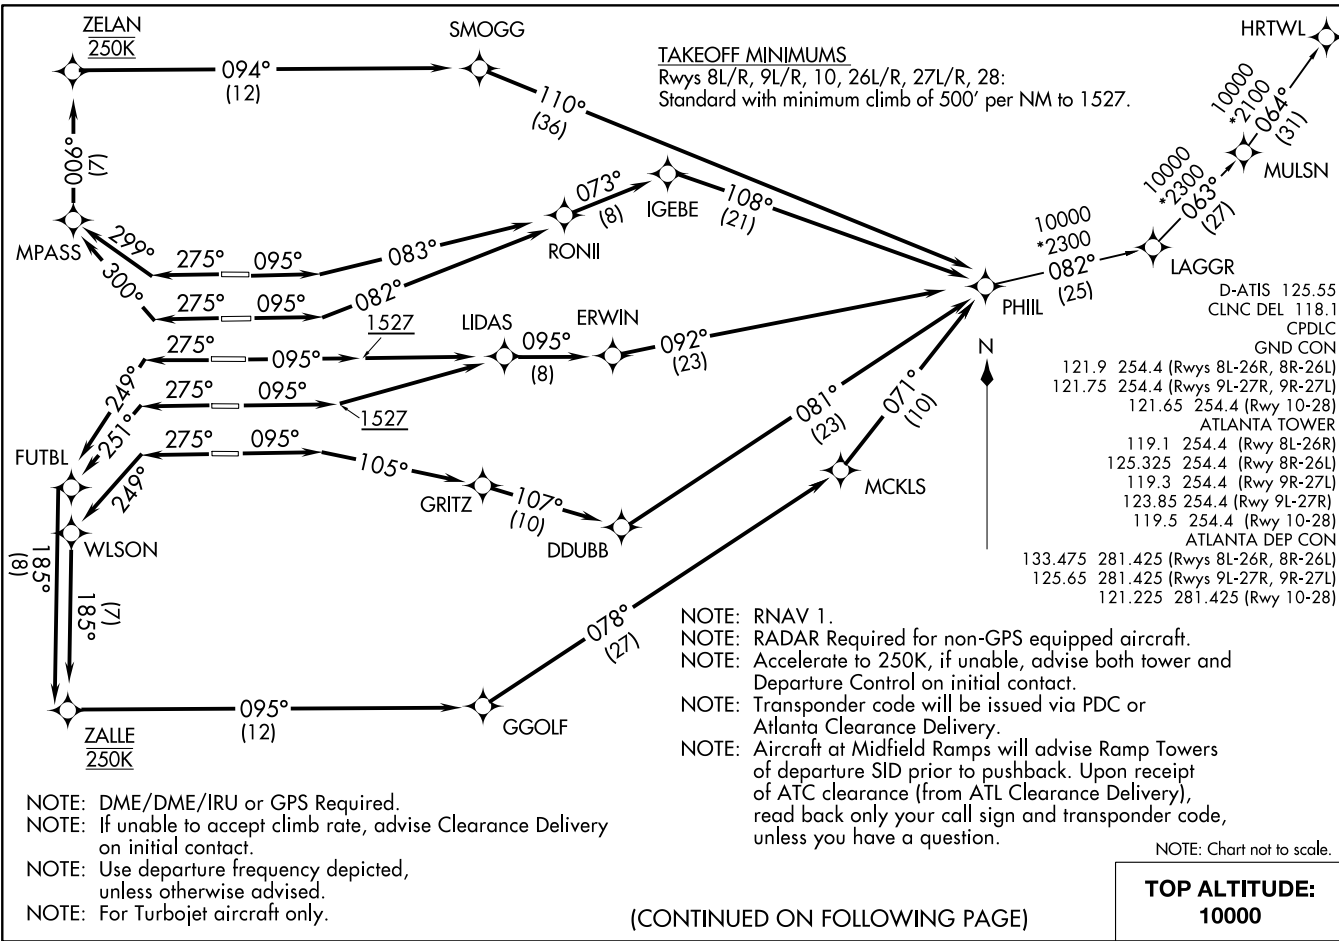 ZELAN
250K
SMOGG
HRTWL
TAKEOFF MINIMUMS
Rwys 8L/R, 9L/R, 10, 26L/R, 27L/R, 28:
Standard with minimum climb of 500' per NM to 1527.
094°
(12)
110°
(36)
10000
*2100
064°
(31)
MULSN
006°
(7)
10000
*2300
063°
(27)
073°
(8)
IGEBE
108°
(21)
MPASS
RONII
10000
*2300
082°
(25)
LAGGR
299°
275°
095°
083°
300°
275°
095°
082°
PHIIL
D-ATIS 125.55
CLNC DEL 118.1
CPDLC
GND CON
121.9 254.4 (Rwys 8L-26R, 8R-26L)
121.75 254.4 (Rwys 9L-27R, 9R-27L)
121.65 254.4 (Rwy 10-28)
ATLANTA TOWER
119.1 254.4 (Rwy 8L-26R)
125.325 254.4 (Rwy 8R-26L)
119.3 254.4 (Rwy 9R-27L)
123.85 254.4 (Rwy 9L-27R)
119.5 254.4 (Rwy 10-28)
ATLANTA DEP CON
133.475 281.425 (Rwys 8L-26R, 8R-26L)
125.65 281.425 (Rwys 9L-27R, 9R-27L)
121.225 281.425 (Rwy 10-28)
N
1527
LIDAS
ERWIN
275°
095°
095°
(8)
092°
(23)
249°
275°
095°
1527
251°
081°
(23)
071°
(10)
275°
095°
FUTBL
249°
105°
GRITZ
107°
(10)
DDUBB
MCKLS
WLSON
185°
(8)
185°
(7)
078°
(27)
095°
(12)
GGOLF
ZALLE
250K
NOTE: RNAV 1.
NOTE: RADAR Required for non-GPS equipped aircraft.
NOTE: Accelerate to 250K, if unable, advise both tower and
Departure Control on initial contact.
NOTE: Transponder code will be issued via PDC or
Atlanta Clearance Delivery.
NOTE: Aircraft at Midfield Ramps will advise Ramp Towers
of departure SID prior to pushback. Upon receipt
of ATC clearance (from ATL Clearance Delivery),
read back only your call sign and transponder code,
unless you have a question.
NOTE: DME/DME/IRU or GPS Required.
NOTE: If unable to accept climb rate, advise Clearance Delivery
on initial contact.
NOTE: Use departure frequency depicted,
unless otherwise advised.
NOTE: For Turbojet aircraft only.
NOTE: Chart not to scale.
(CONTINUED ON FOLLOWING PAGE)
TOP ALTITUDE:
10000